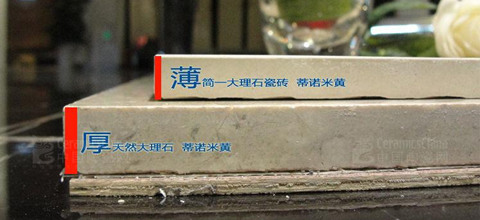 薄简一大理石瓷砖 蒂诺米黄
厚天然大理石 蒂诺米黄